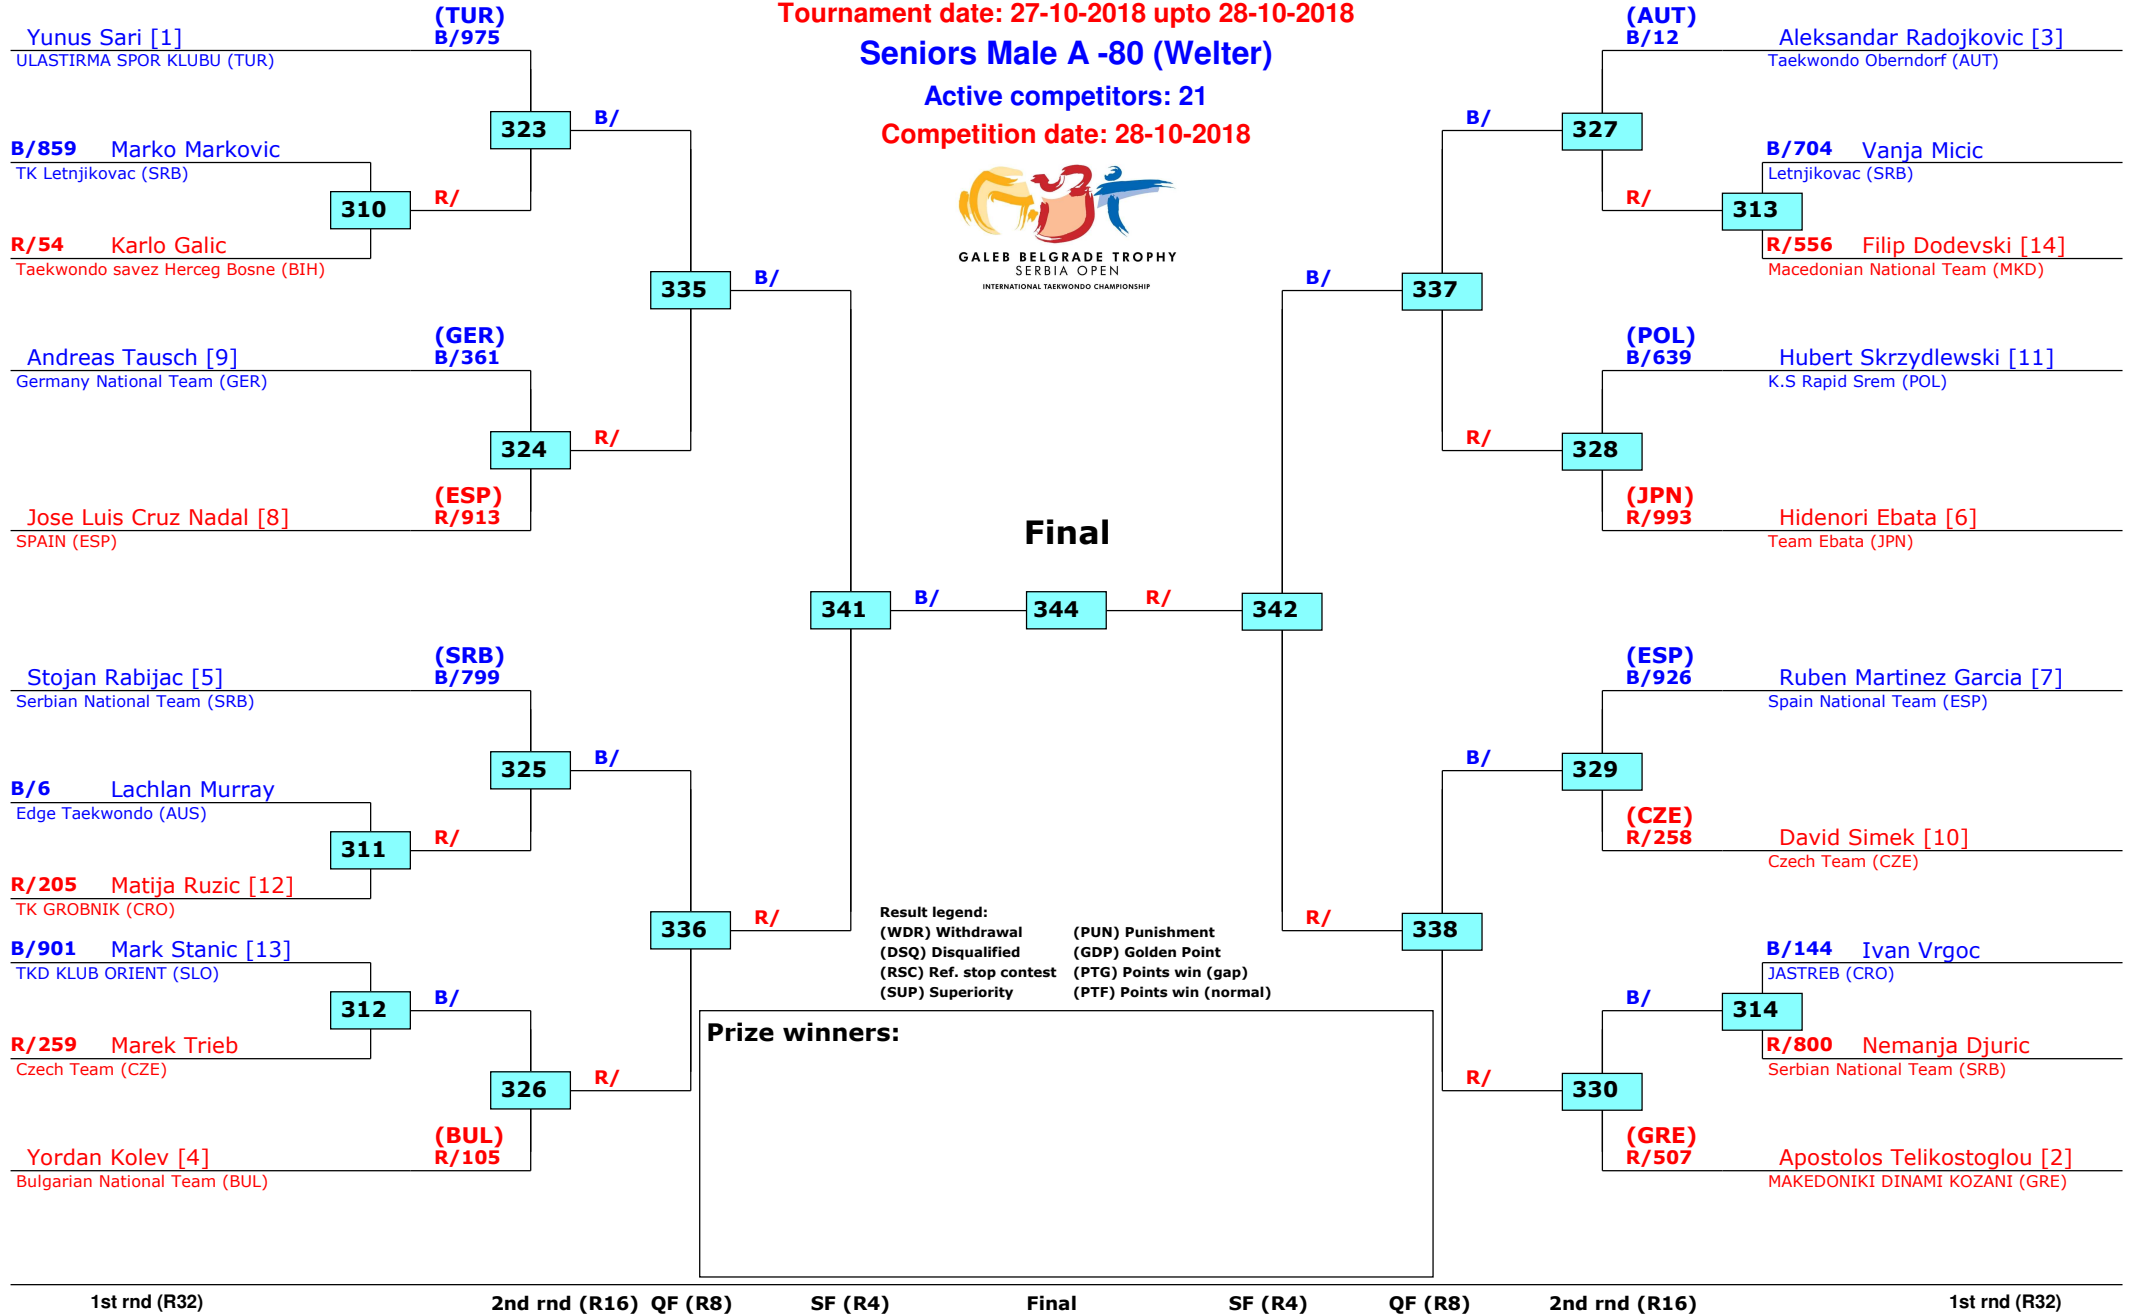 Tournament date: 27-10-2018 upto 28-10-2018
Seniors Male A -80 (Welter)
Active competitors: 21
Competition date: 28-10-2018
GALEB BELGRADE TROPHY
SERBIA OPEN
INTERNATIONAL TAEKWONDO CHAMPIONSHIP
(TUR)
Yunus Sari [1] B/975
ULASTIRMA SPOR KLUBU (TUR)
323 B/
B/859 Marko Markovic
TK Letnjikovac (SRB)
310 R/
R/54 Karlo Galic
Taekwondo savez Herceg Bosne (BIH)
335 B/
(GER)
Andreas Tausch [9] B/361
Germany National Team (GER)
324 R/
(ESP)
Jose Luis Cruz Nadal [8] R/913
SPAIN (ESP)
341 B/
(SRB)
Stojan Rabijac [5] B/799
Serbian National Team (SRB)
325 B/
B/6 Lachlan Murray
Edge Taekwondo (AUS)
311 R/
R/205 Matija Ruzic [12]
TK GROBNIK (CRO)
336 R/
B/901 Mark Stanic [13]
TKD KLUB ORIENT (SLO)
312 B/
R/259 Marek Trieb
Czech Team (CZE)
326 R/
(BUL)
Yordan Kolev [4] R/105
Bulgarian National Team (BUL)
Final
344
(AUT)
B/12 Aleksandar Radojkovic [3]
Taekwondo Oberndorf (AUT)
B/ 327
B/704 Vanja Micic
Letnjikovac (SRB)
R/ 313
R/556 Filip Dodevski [14]
Macedonian National Team (MKD)
B/ 337
(POL)
B/639 Hubert Skrzydlewski [11]
K.S Rapid Srem (POL)
R/ 328
(JPN)
R/993 Hidenori Ebata [6]
Team Ebata (JPN)
R/ 342
(ESP)
B/926 Ruben Martinez Garcia [7]
Spain National Team (ESP)
B/ 329
(CZE)
R/258 David Simek [10]
Czech Team (CZE)
R/ 338
B/144 Ivan Vrgoc
JASTREB (CRO)
B/ 314
R/800 Nemanja Djuric
Serbian National Team (SRB)
R/ 330
(GRE)
R/507 Apostolos Telikostoglou [2]
MAKEDONIKI DINAMI KOZANI (GRE)
Result legend:
(WDR) Withdrawal (PUN) Punishment
(DSQ) Disqualified (GDP) Golden Point
(RSC) Ref. stop contest (PTG) Points win (gap)
(SUP) Superiority (PTF) Points win (normal)
Prize winners:
1st rnd (R32) 2nd rnd (R16) QF (R8) SF (R4) Final SF (R4) QF (R8) 2nd rnd (R16) 1st rnd (R32)